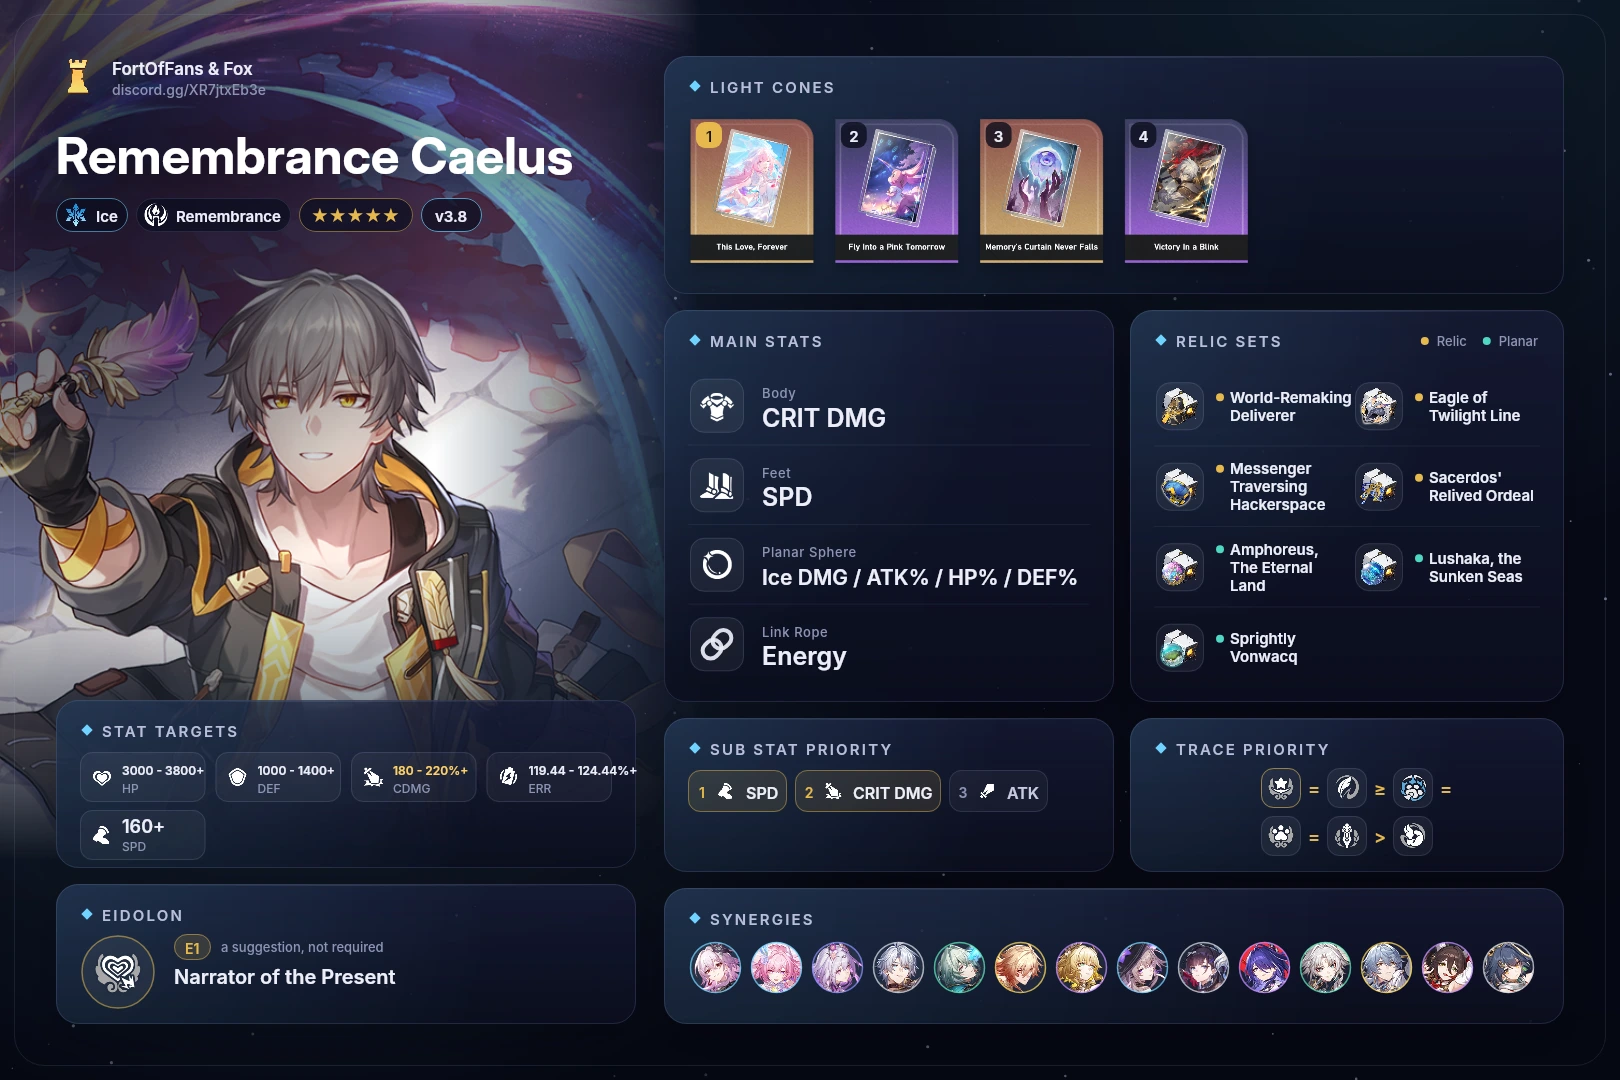 FortOfFans & Fox
discord.gg/XR7jtxEb3e
Remembrance Caelus
Ice
Remembrance
v3.8
LIGHT CONES
1
2
3
4
This Love, Forever
Fly Into a Pink Tomorrow
Memory's Curtain Never Falls
Victory In a Blink
MAIN STATS
Body
CRIT DMG
Feet
SPD
Planar Sphere
Ice DMG / ATK% / HP% / DEF%
Link Rope
Energy
RELIC SETS
Relic
Planar
World-Remaking
Deliverer
Eagle of
Twilight Line
Messenger
Traversing
Hackerspace
Sacerdos'
Relived Ordeal
Amphoreus,
The Eternal
Land
Lushaka, the
Sunken Seas
Sprightly
Vonwacq
STAT TARGETS
3000 - 3800+
HP
1000 - 1400+
DEF
180 - 220%+
CDMG
119.44 - 124.44%+
ERR
160+
SPD
SUB STAT PRIORITY
1 SPD
2 CRIT DMG
3 ATK
TRACE PRIORITY
= = ≥ =
= >
EIDOLON
E1
a suggestion, not required
Narrator of the Present
SYNERGIES